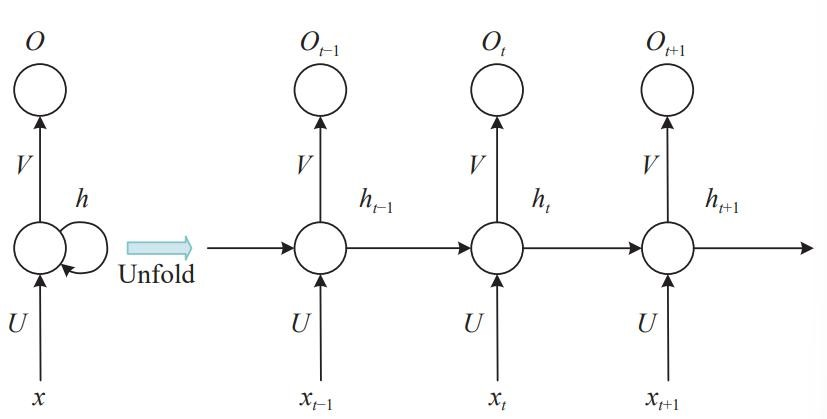 O O_{t-1} O_t O_{t+1}
V V V V
h h_{t-1} h_t h_{t+1}
Unfold
U U U U
x x_{t-1} x_t x_{t+1}